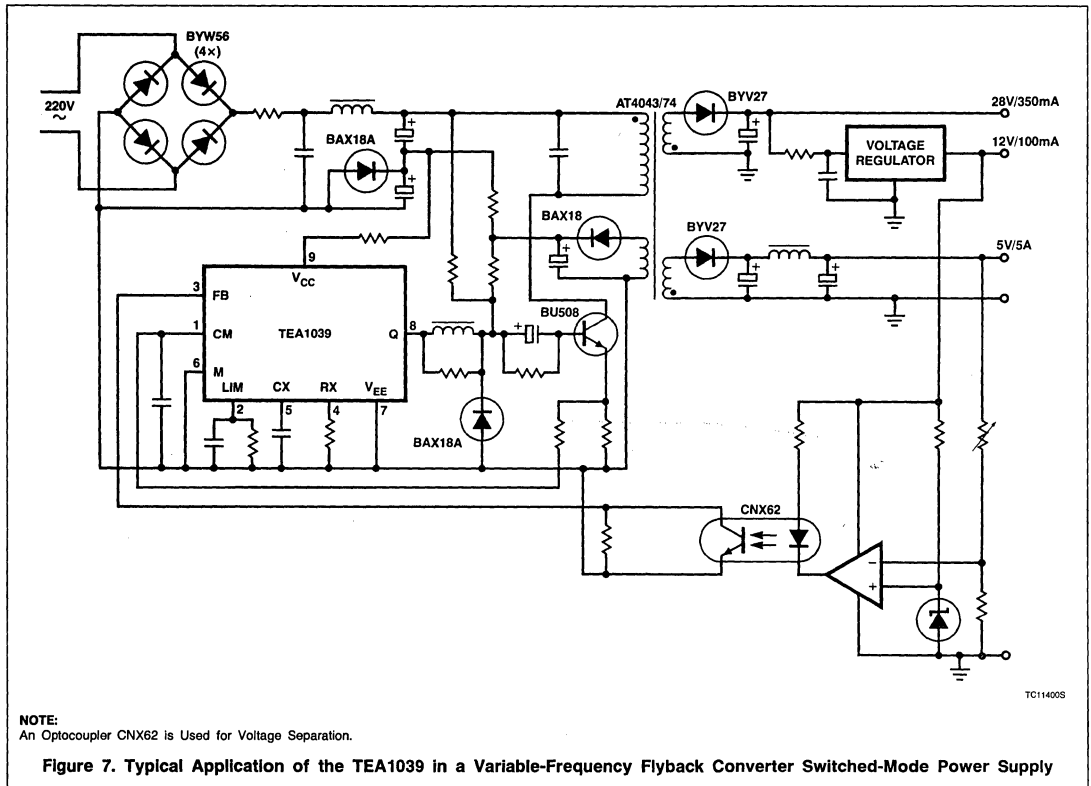 BYW56
(4×)
220V
~
BAX18A
AT4043/74
BYV27
28V/350mA
12V/100mA
VOLTAGE
REGULATOR
BAX18
BYV27
5V/5A
9
VCC
3
FB
1
CM
TEA1039
Q
8
BU508
6
M
LIM
CX
RX
VEE
2
5
4
7
BAX18A
CNX62
−
+
TC11400S
NOTE:
An Optocoupler CNX62 is Used for Voltage Separation.
Figure 7. Typical Application of the TEA1039 in a Variable-Frequency Flyback Converter Switched-Mode Power Supply